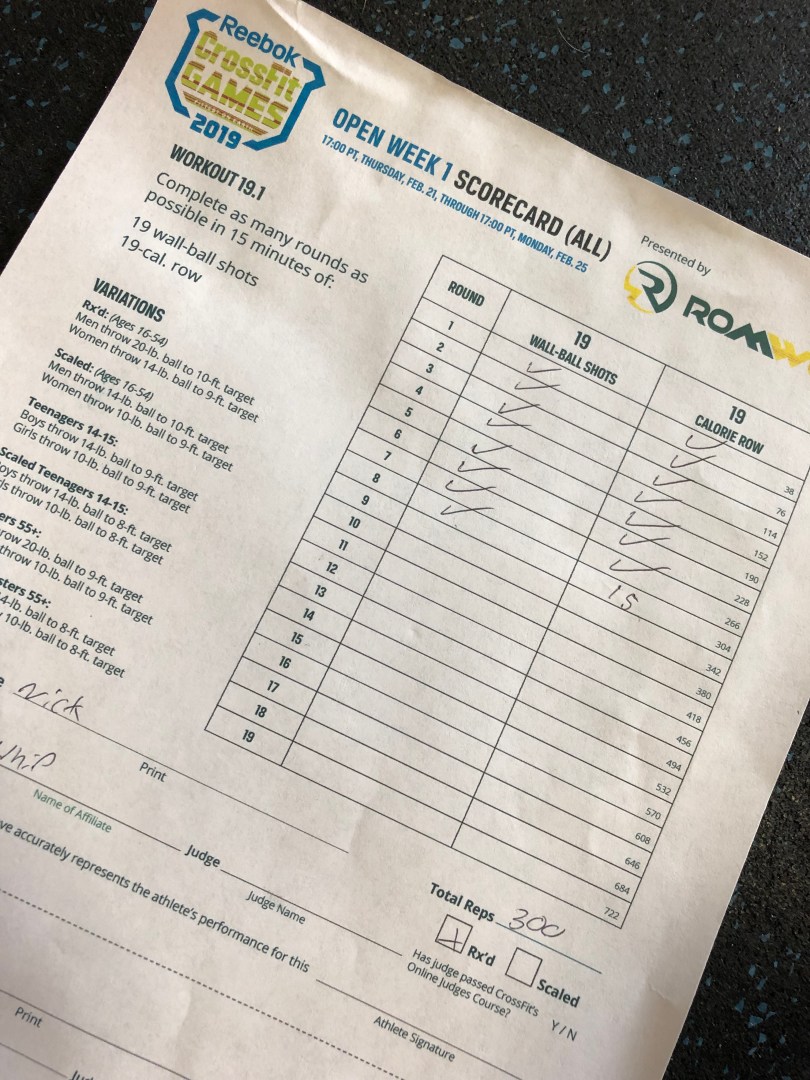 Reebok
CrossFit
GAMES
2019
OPEN WEEK 1 SCORECARD (ALL)
17:00 PT, THURSDAY, FEB. 21, THROUGH 17:00 PT, MONDAY, FEB. 25
Presented by
ROMW
WORKOUT 19.1
Complete as many rounds as
possible in 15 minutes of:
19 wall-ball shots
19-cal. row
VARIATIONS
Rx'd: (Ages 16-54)
Men throw 20-lb. ball to 10-ft. target
Women throw 14-lb. ball to 9-ft. target
Scaled: (Ages 16-54)
Men throw 14-lb. ball to 10-ft. target
Women throw 10-lb. ball to 9-ft. target
Teenagers 14-15:
Boys throw 14-lb. ball to 9-ft. target
Girls throw 10-lb. ball to 9-ft. target
Scaled Teenagers 14-15:
oys throw 14-lb. ball to 8-ft. target
ls throw 10-lb. ball to 8-ft. target
ers 55+:
row 20-lb. ball to 9-ft. target
throw 10-lb. ball to 9-ft. target
sters 55+:
4-lb. ball to 8-ft. target
10-lb. ball to 8-ft. target
ROUND
19
WALL-BALL SHOTS
19
CALORIE ROW
1 38
2 76
3 114
4 152
5 190
6 228
7 266
8 15 304
9 342
10 380
11 418
12 456
13 494
14 532
15 570
16 608
17 646
18 684
19 722
e Nick
Print
Whip
Name of Affiliate
Judge
Judge Name
ve accurately represents the athlete's performance for this
Total Reps 300
Rx'd Scaled
Has judge passed CrossFit's
Online Judges Course? Y / N
Athlete Signature
Print
Jud